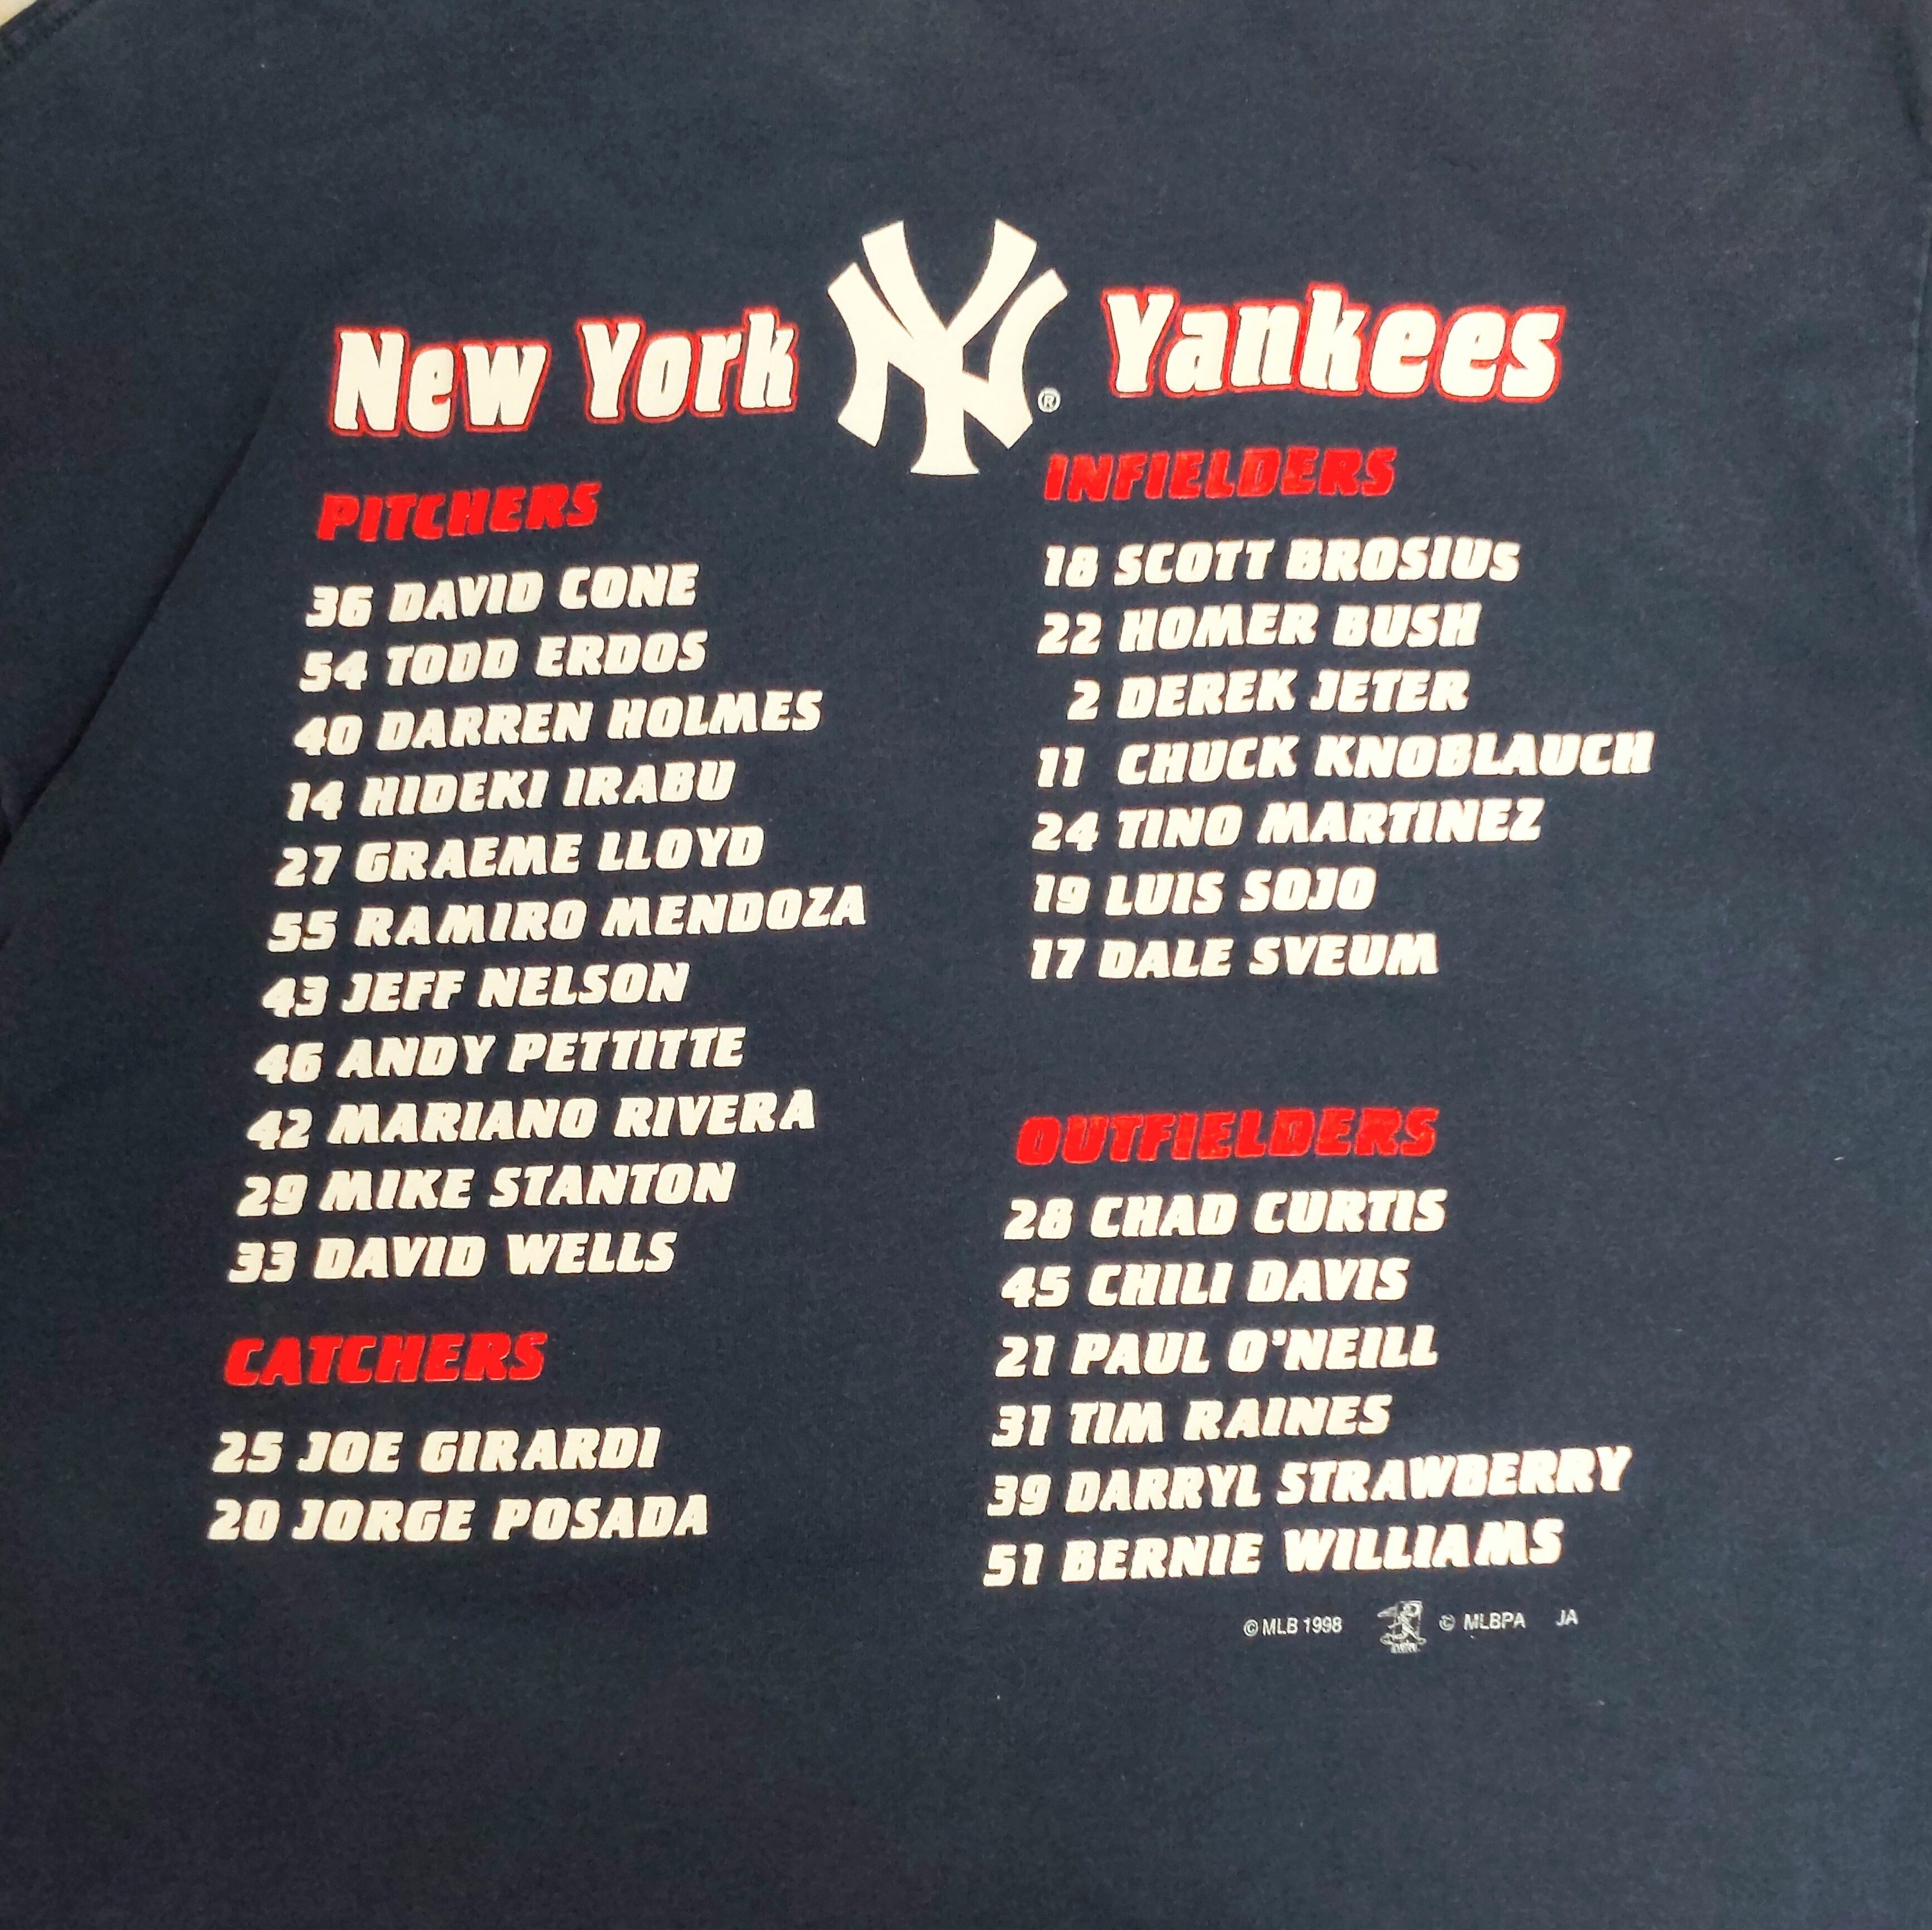 New York NY ® Yankees
PITCHERS
36 DAVID CONE
54 TODD ERDOS
40 DARREN HOLMES
14 HIDEKI IRABU
27 GRAEME LLOYD
55 RAMIRO MENDOZA
43 JEFF NELSON
46 ANDY PETTITTE
42 MARIANO RIVERA
29 MIKE STANTON
33 DAVID WELLS
CATCHERS
25 JOE GIRARDI
20 JORGE POSADA
INFIELDERS
18 SCOTT BROSIUS
22 HOMER BUSH
2 DEREK JETER
11 CHUCK KNOBLAUCH
24 TINO MARTINEZ
19 LUIS SOJO
17 DALE SVEUM
OUTFIELDERS
28 CHAD CURTIS
45 CHILI DAVIS
21 PAUL O'NEILL
31 TIM RAINES
39 DARRYL STRAWBERRY
51 BERNIE WILLIAMS
© MLB 1998 © MLBPA JA